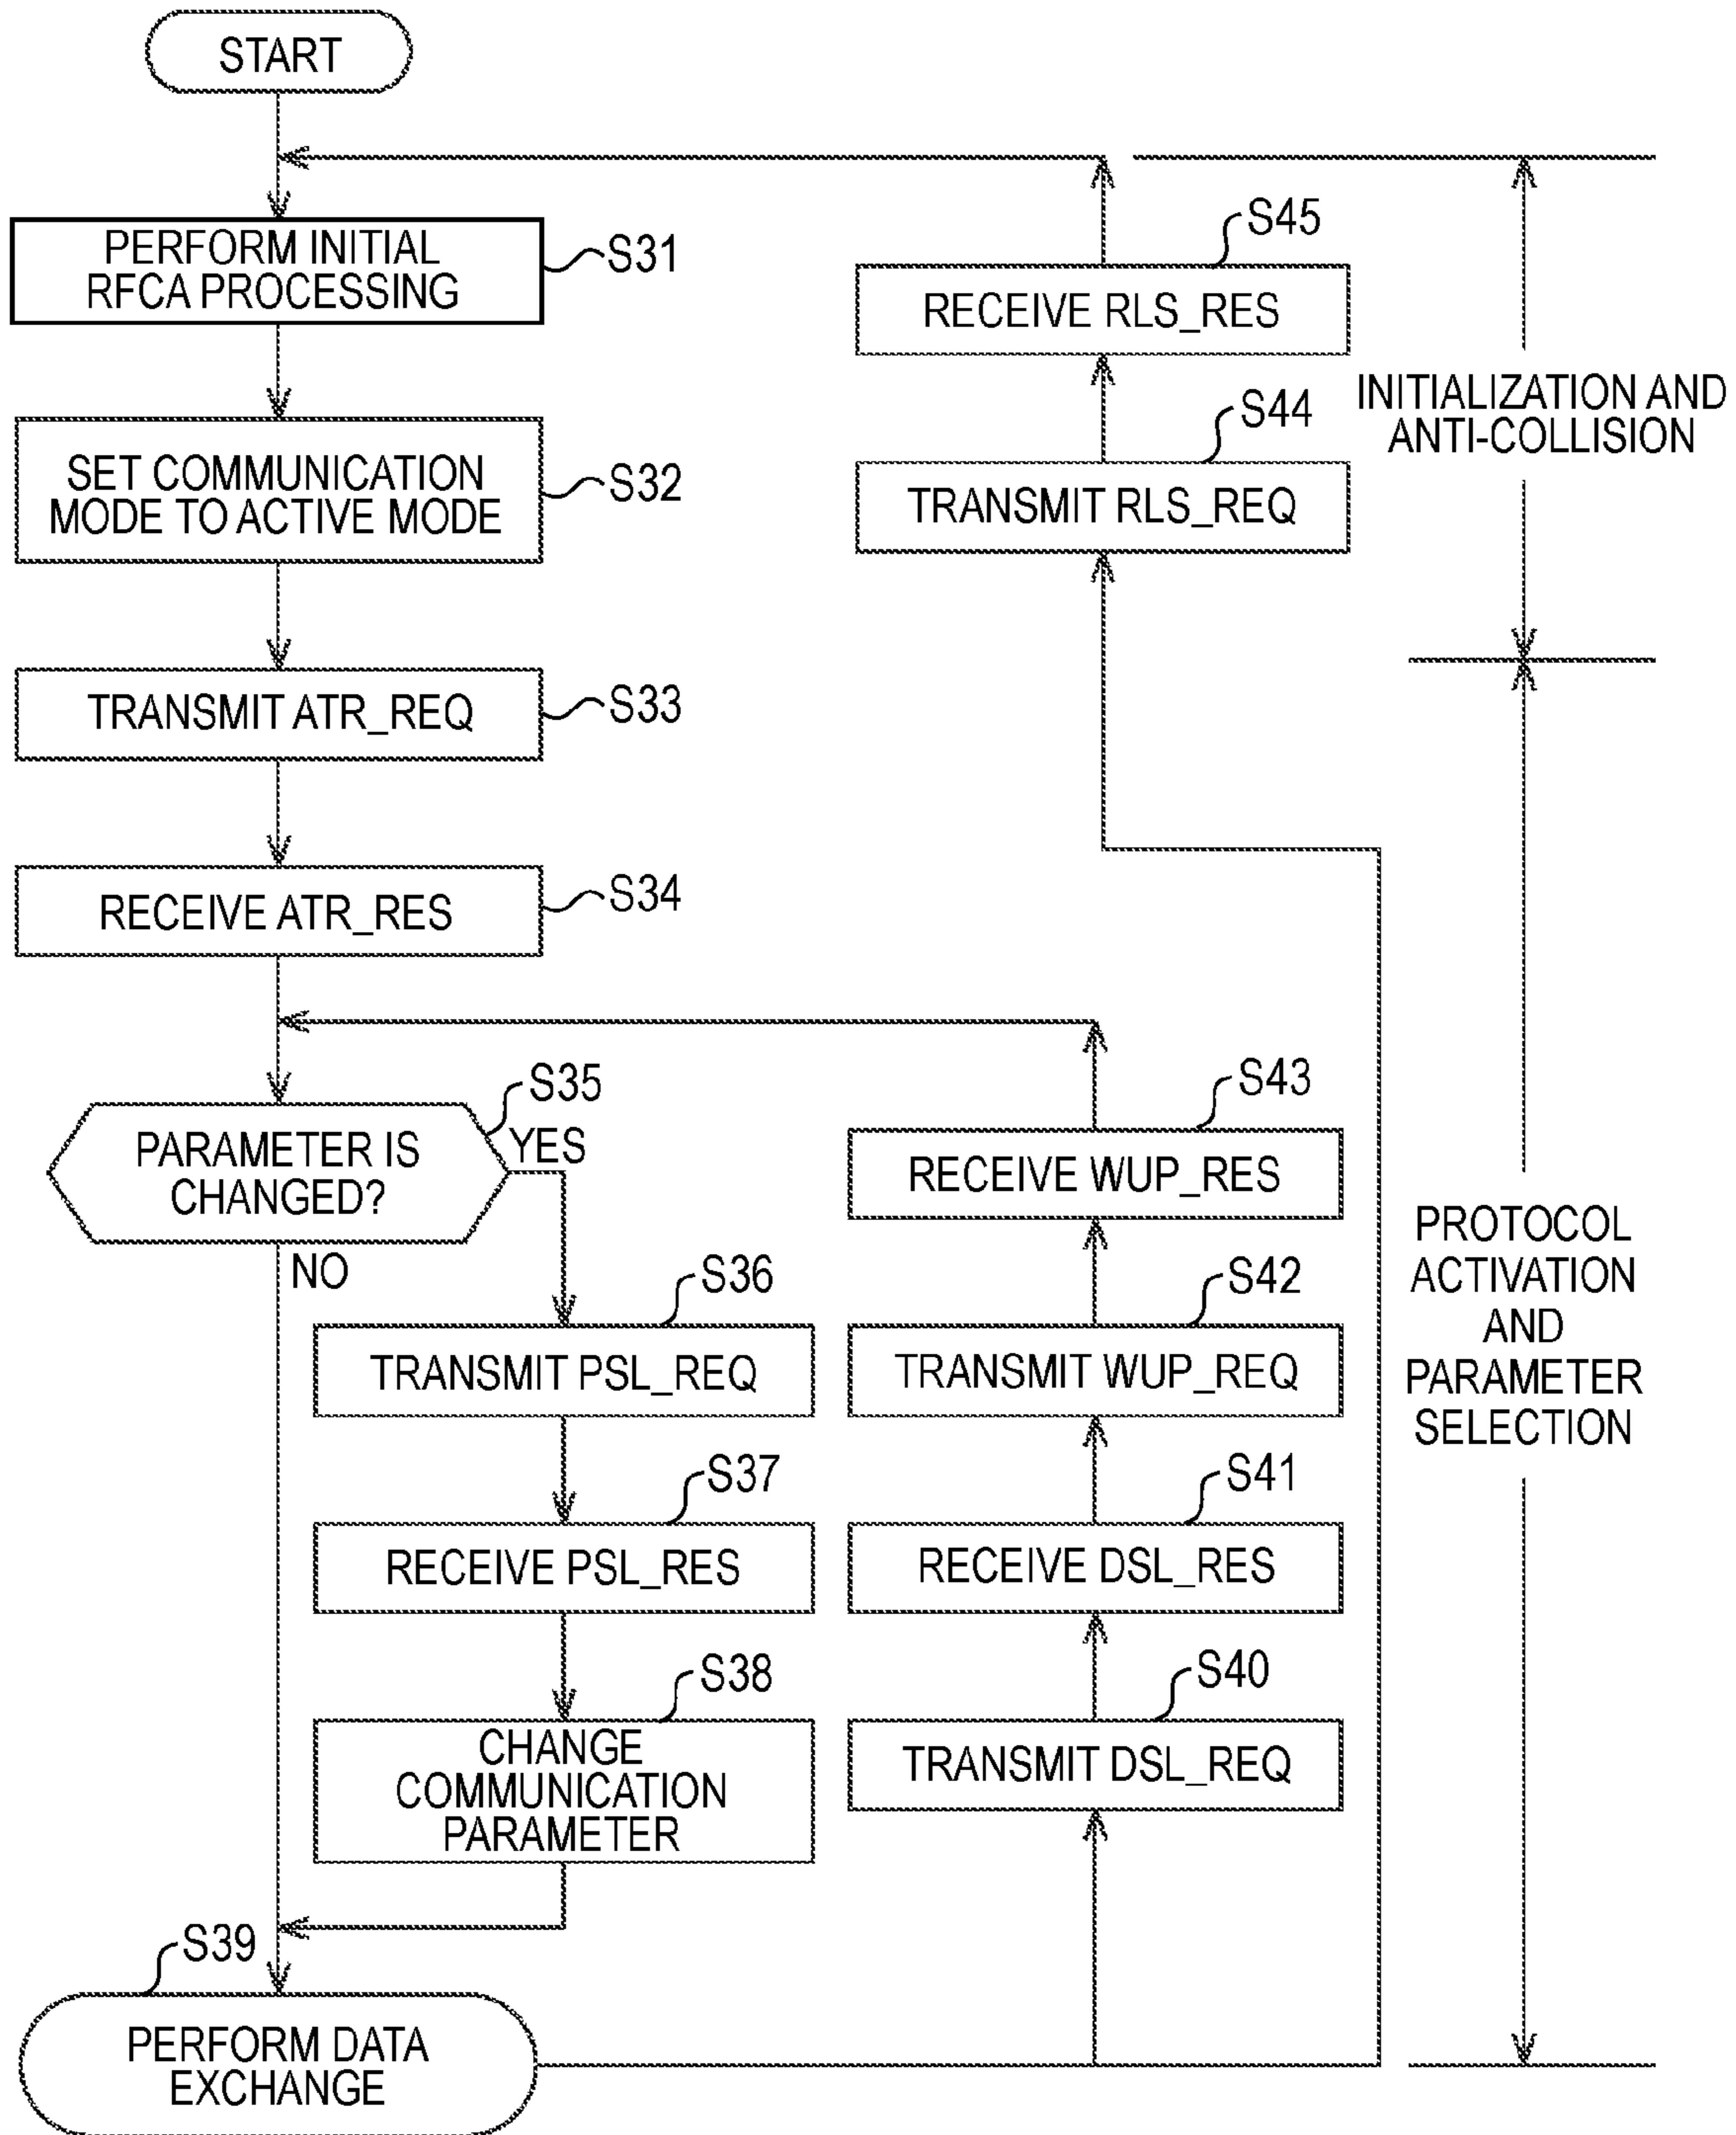 START
PERFORM INITIAL
RFCA PROCESSING
S31
SET COMMUNICATION
MODE TO ACTIVE MODE
S32
TRANSMIT ATR_REQ
S33
RECEIVE ATR_RES
S34
PARAMETER IS
CHANGED?
S35
YES
NO
S36
TRANSMIT PSL_REQ
S37
RECEIVE PSL_RES
S38
CHANGE
COMMUNICATION
PARAMETER
S39
PERFORM DATA
EXCHANGE
S45
RECEIVE RLS_RES
S44
TRANSMIT RLS_REQ
S43
RECEIVE WUP_RES
S42
TRANSMIT WUP_REQ
S41
RECEIVE DSL_RES
S40
TRANSMIT DSL_REQ
INITIALIZATION AND
ANTI-COLLISION
PROTOCOL
ACTIVATION
AND
PARAMETER
SELECTION